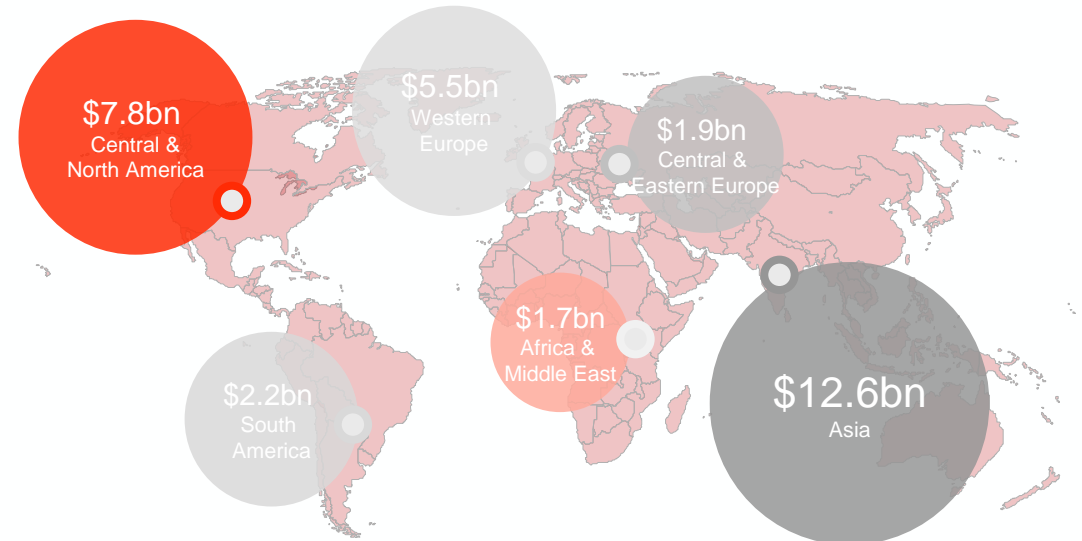 $7.8bn
Central &
North America
$5.5bn
Western
Europe
$1.9bn
Central &
Eastern Europe
$2.2bn
South
America
$1.7bn
Africa &
Middle East
$12.6bn
Asia